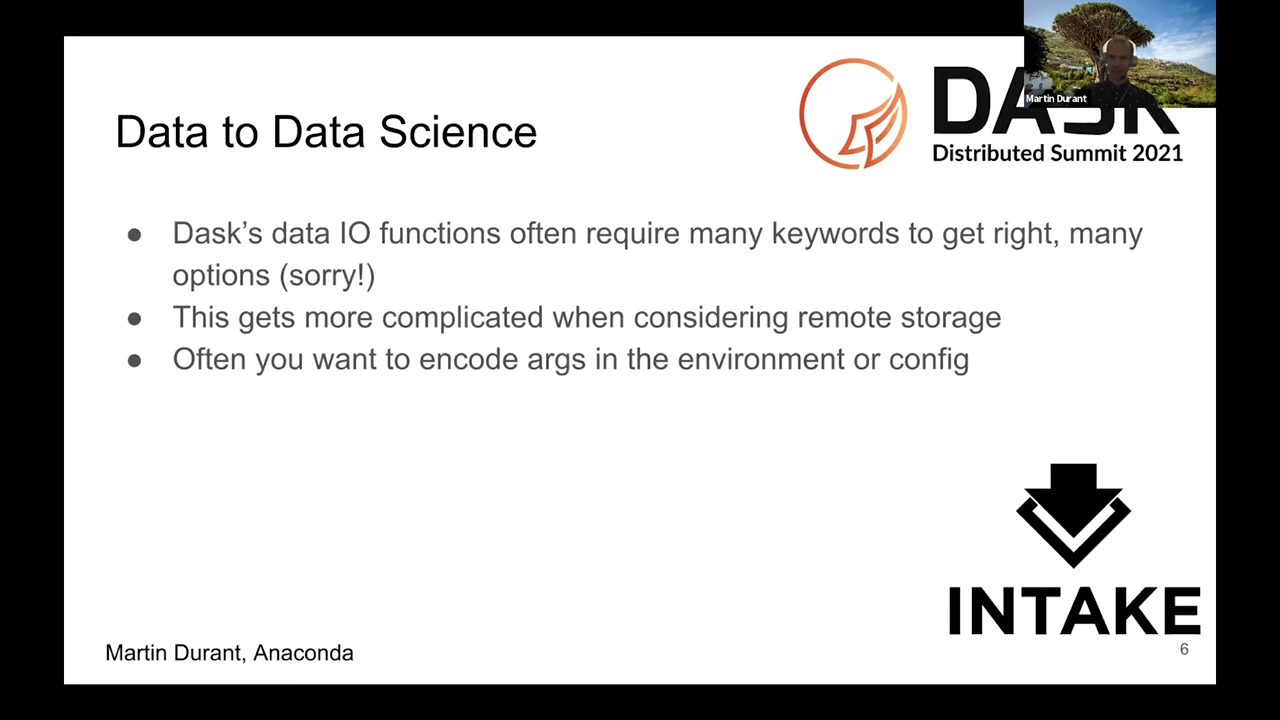 Martin Durant
DASK
Distributed Summit 2021
Data to Data Science
● Dask’s data IO functions often require many keywords to get right, many
options (sorry!)
● This gets more complicated when considering remote storage
● Often you want to encode args in the environment or config
INTAKE
Martin Durant, Anaconda
6